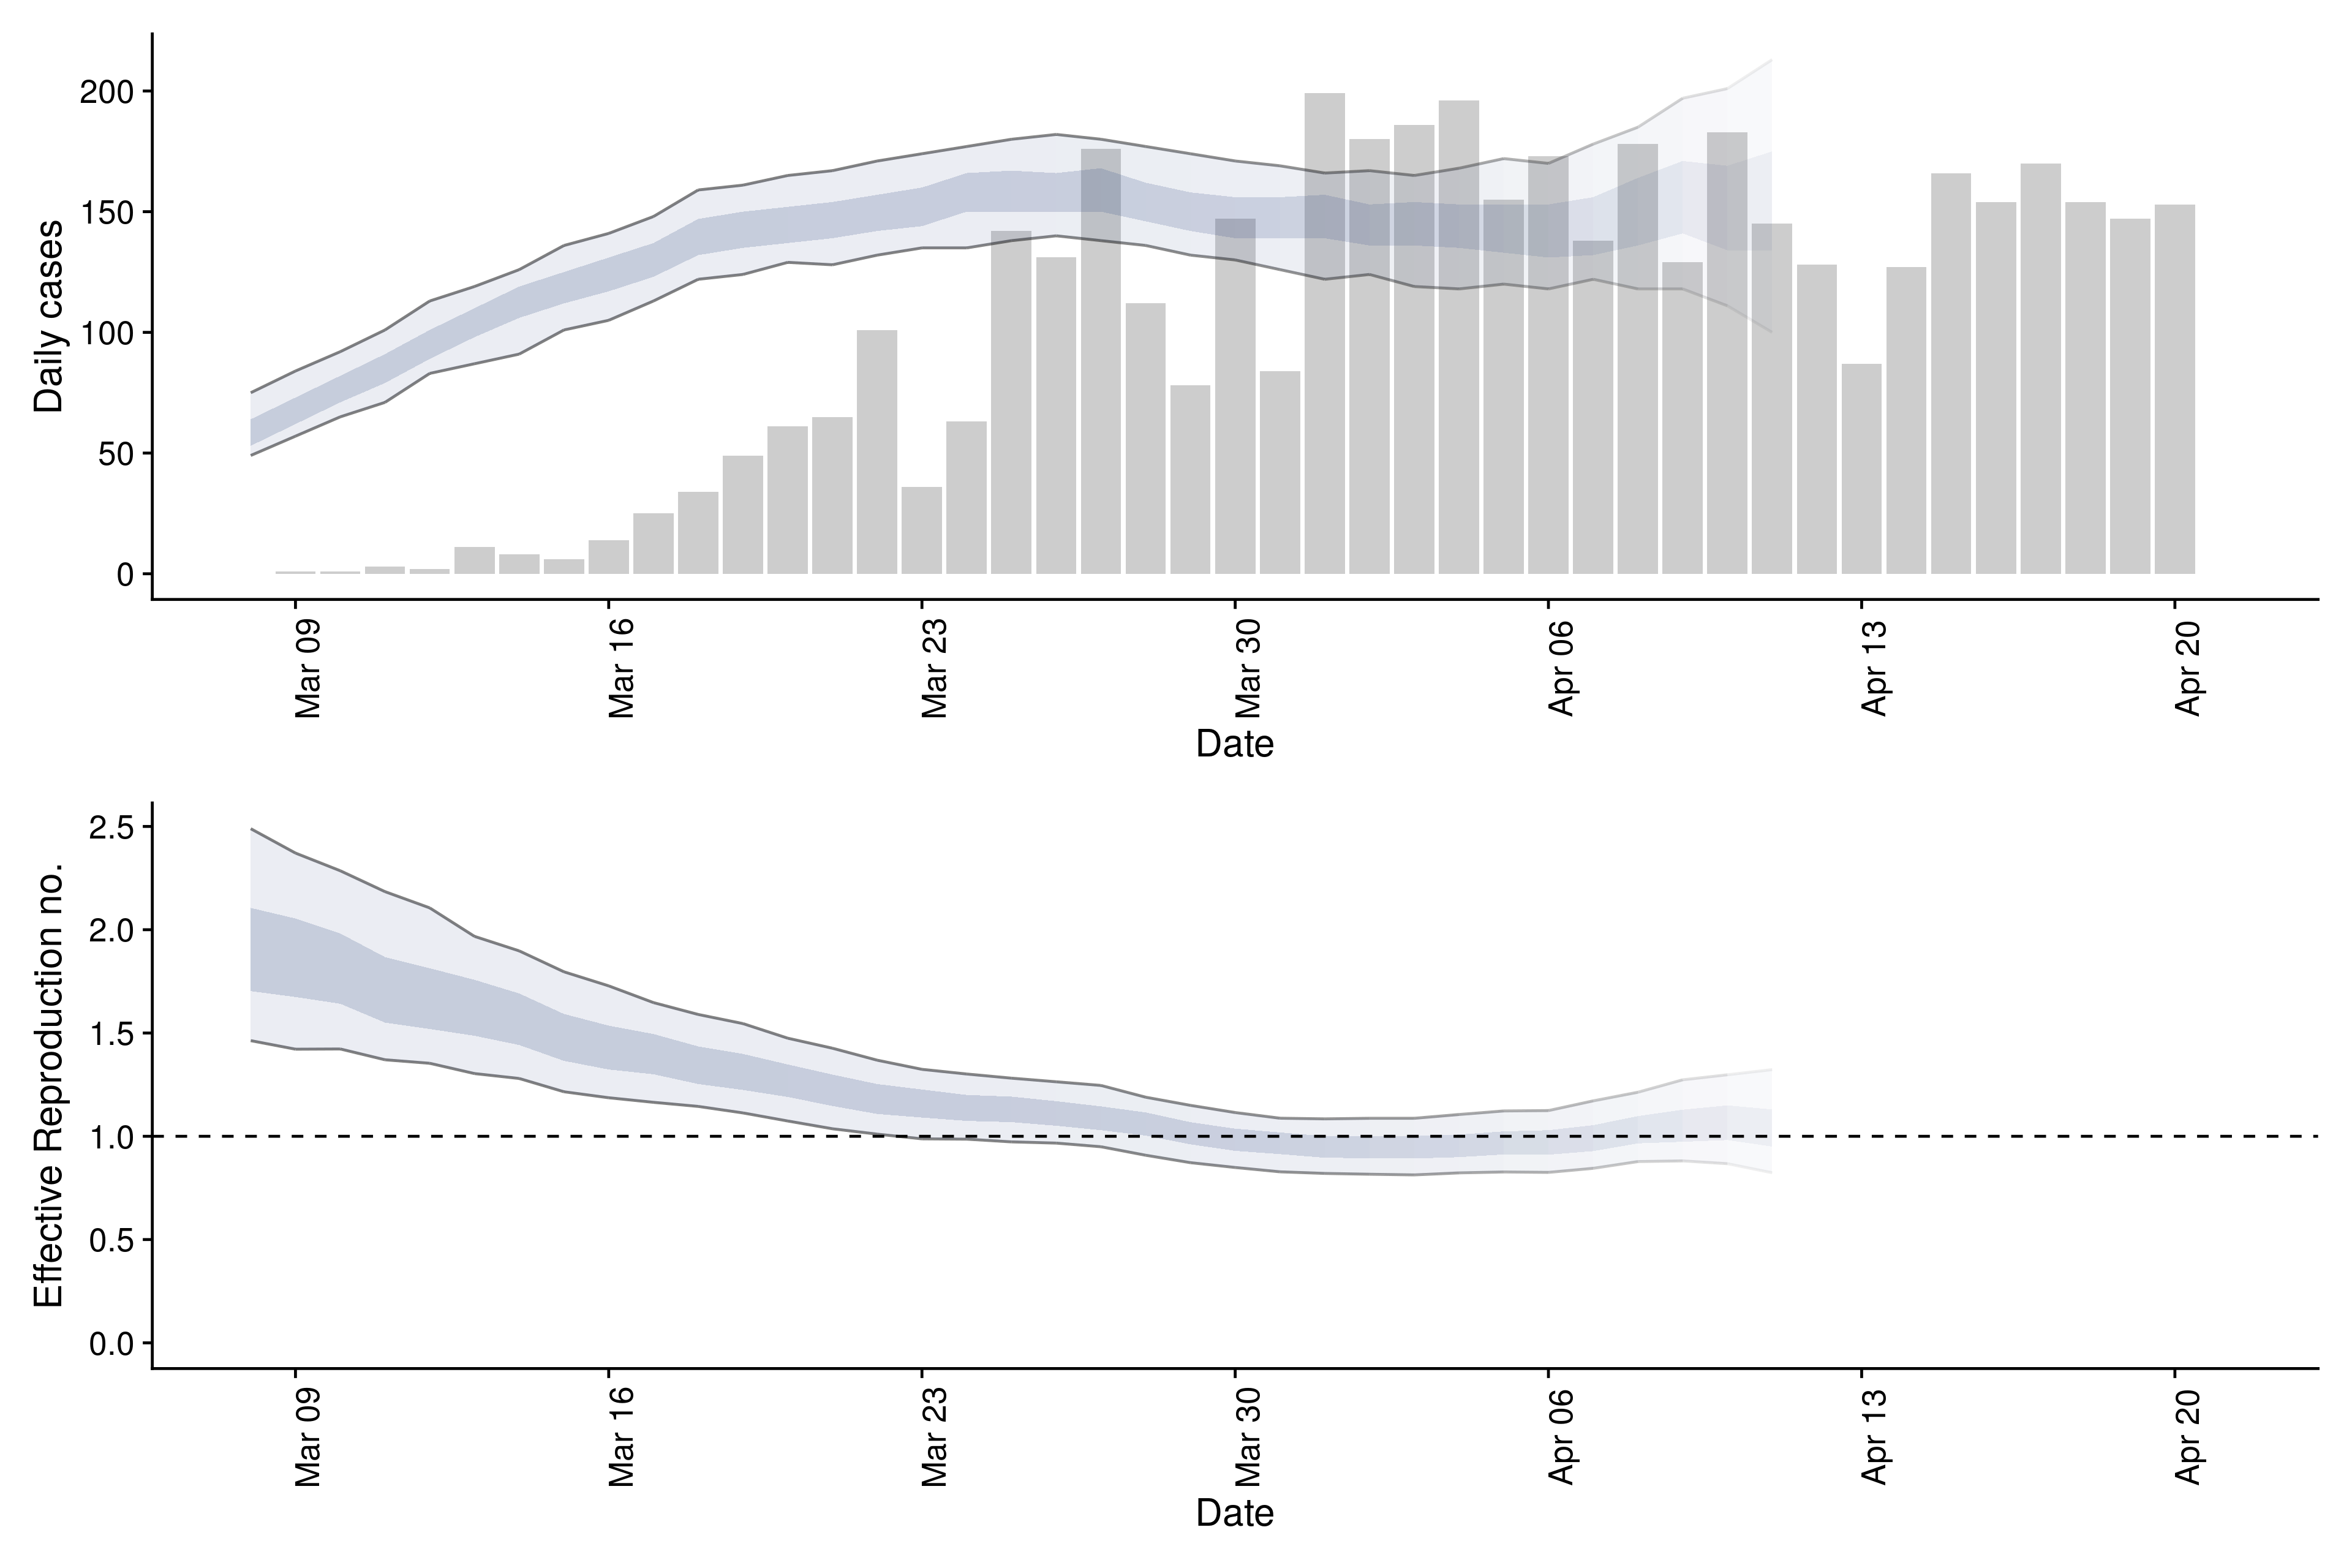 Daily cases
200
150
100
50
0
Mar 09
Mar 16
Mar 23
Mar 30
Apr 06
Apr 13
Apr 20
Date
Effective Reproduction no.
2.5
2.0
1.5
1.0
0.5
0.0
Mar 09
Mar 16
Mar 23
Mar 30
Apr 06
Apr 13
Apr 20
Date